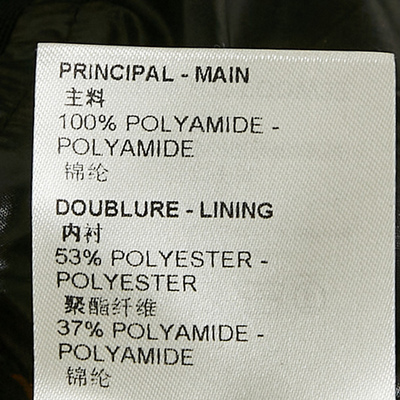 PRINCIPAL - MAIN
主料
100% POLYAMIDE -
POLYAMIDE
锦纶
DOUBLURE - LINING
内衬
53% POLYESTER -
POLYESTER
聚酯纤维
37% POLYAMIDE -
POLYAMIDE
锦纶